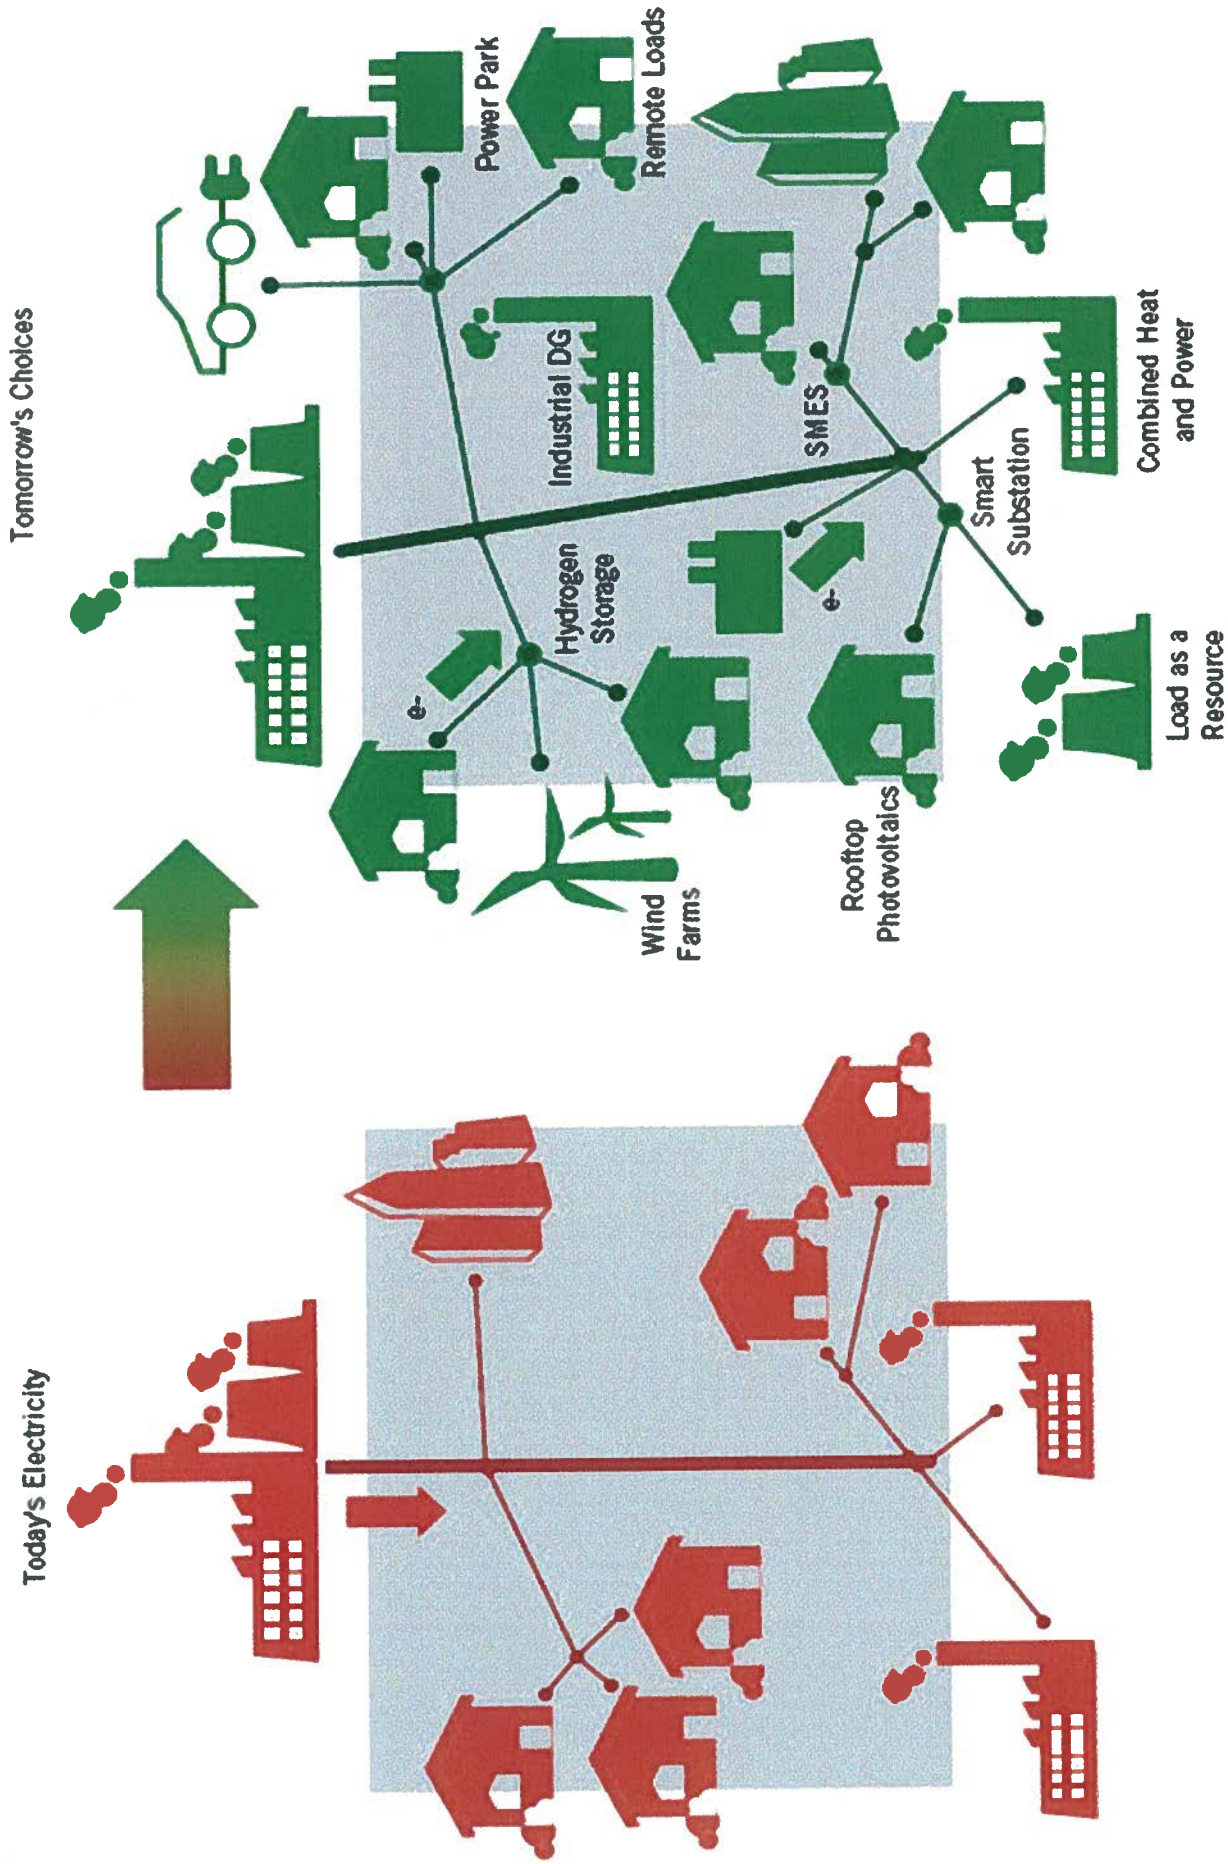 Today's Electricity
Tomorrow's Choices
e-
Hydrogen
Storage
Wind
Farms
Industrial DG
Power Park
Remote Loads
Rooftop
Photovoltaics
e-
SMES
Smart
Substation
Load as a
Resource
Combined Heat
and Power